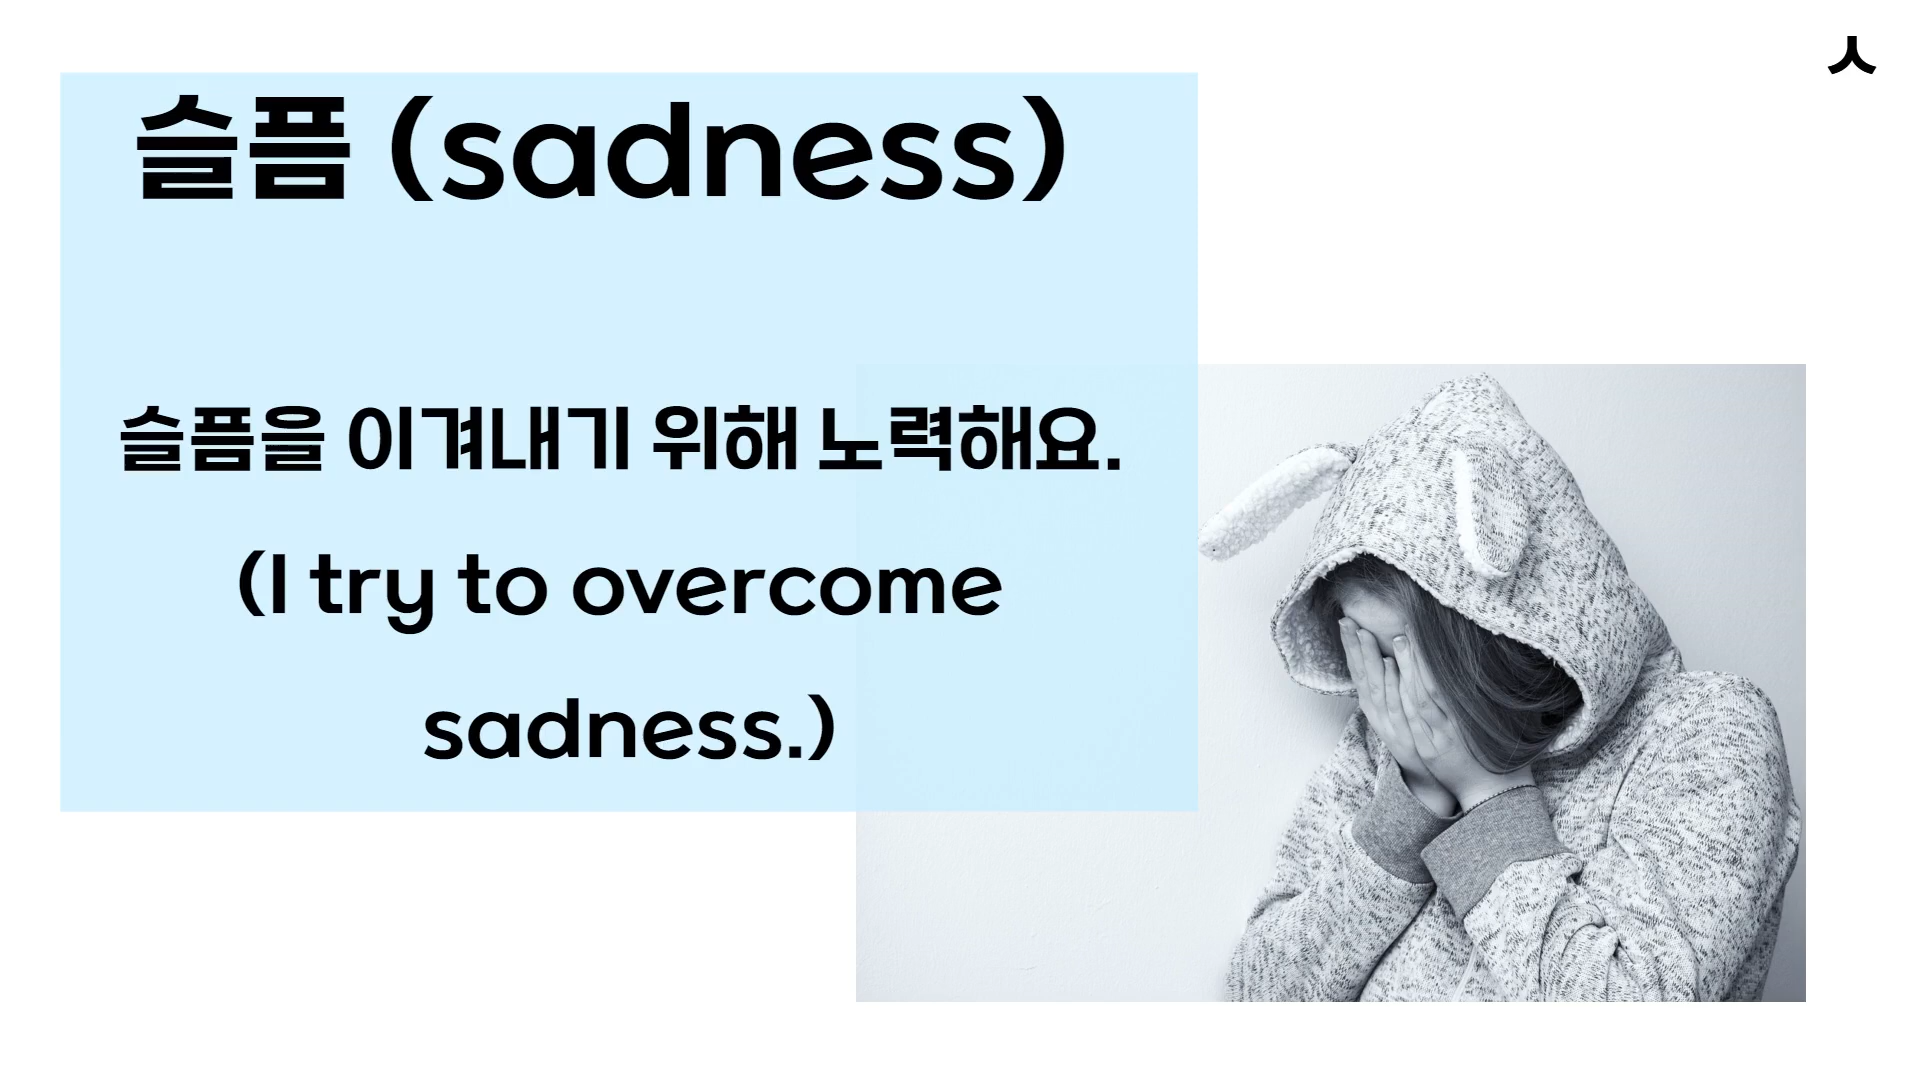 ㅅ
슬픔 (sadness)
슬픔을 이겨내기 위해 노력해요.
(I try to overcome
sadness.)